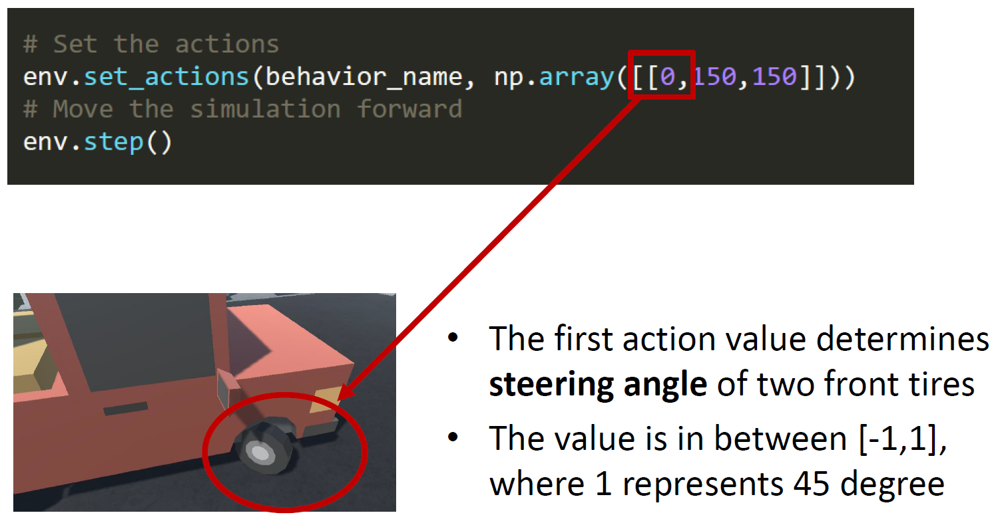 # Set the actions
env.set_actions(behavior_name, np.array([[0,150,150]]))
# Move the simulation forward
env.step()
• The first action value determines
steering angle of two front tires
• The value is in between [-1,1],
where 1 represents 45 degree